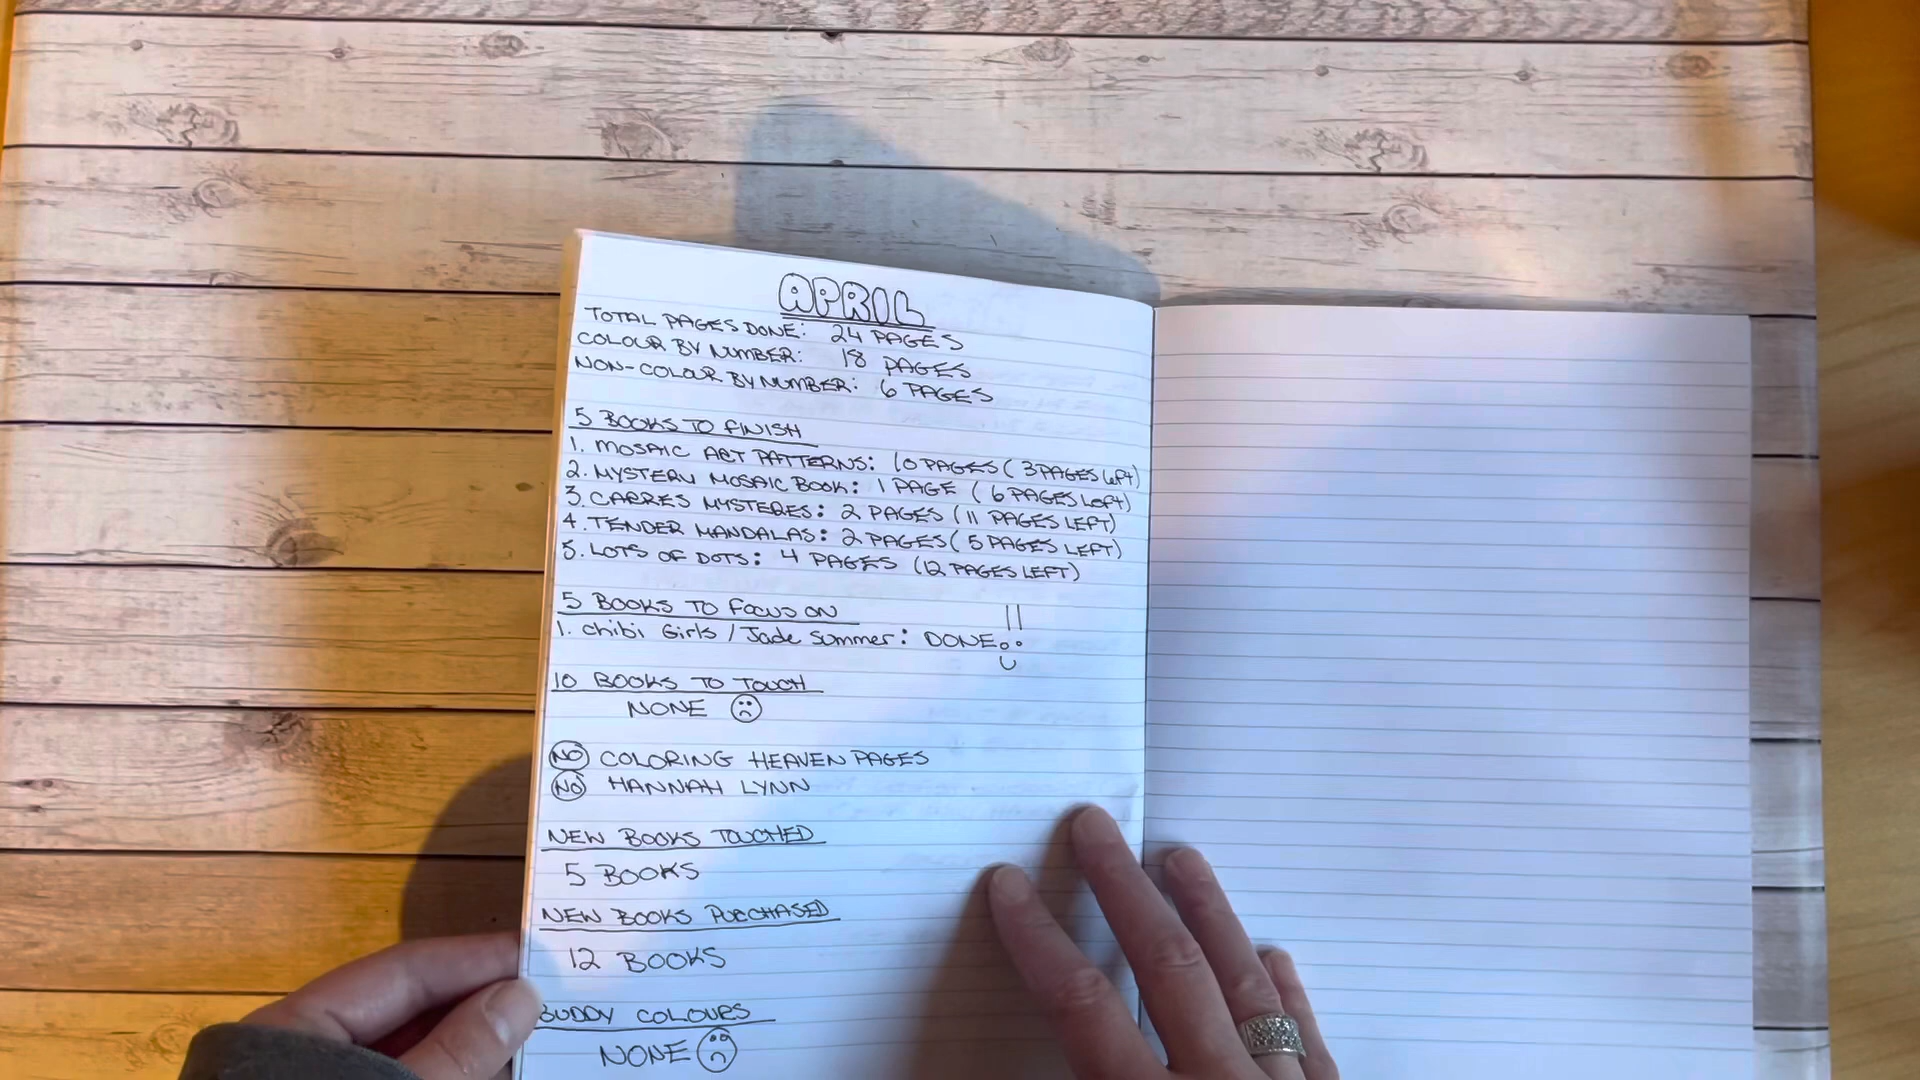 APRIL
TOTAL PAGES DONE: 24 PAGES
COLOUR BY NUMBER: 18 PAGES
NON-COLOUR BY NUMBER: 6 PAGES
5 BOOKS TO FINISH
1. MOSAIC ART PATTERNS: 10 PAGES (3 PAGES Left)
2. MYSTERY MOSAIC BOOK: 1 PAGE (6 PAGES Left)
3. CARRES MYSTERES: 2 PAGES (11 PAGES LEFT)
4. TENDER MANDALAS: 2 PAGES (5 PAGES LEFT)
5. LOTS OF DOTS: 4 PAGES (12 PAGES LEFT)
5 BOOKS TO FOCUS ON
1. Chibi Girls / Jade Summer: DONE!!
10 BOOKS TO TOUCH
NONE
NO COLORING HEAVEN PAGES
NO HANNAH LYNN
NEW BOOKS TOUCHED
5 BOOKS
NEW BOOKS PURCHASED
12 BOOKS
BUDDY COLOURS
NONE